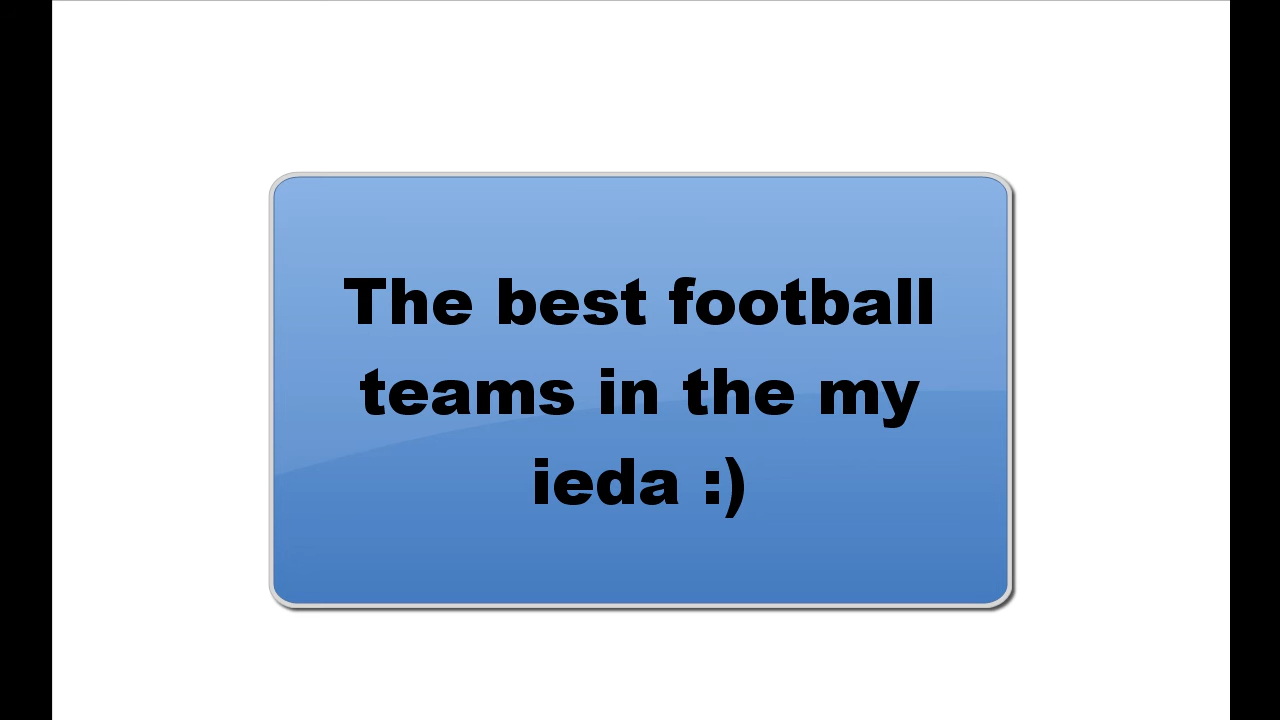 The best football
teams in the my
ieda :)